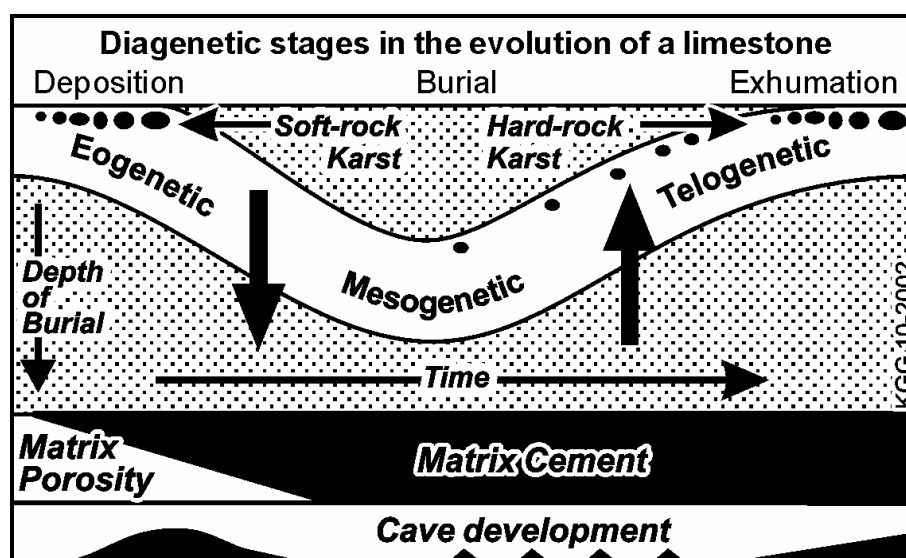 Diagenetic stages in the evolution of a limestone
Deposition
Burial
Exhumation
Soft-rock
Karst
Hard-rock
Karst
Eogenetic
Telogenetic
Mesogenetic
Depth
of
Burial
Time
KGG 10-2002
Matrix
Porosity
Matrix Cement
Cave development